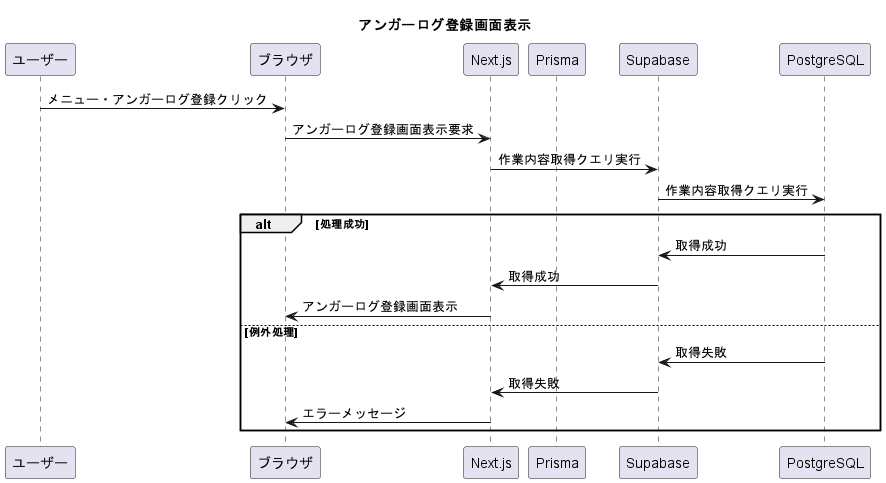 アンガーログ登録画面表示
ユーザー
ブラウザ
Next.js
Prisma
Supabase
PostgreSQL
メニュー・アンガーログ登録クリック
アンガーログ登録画面表示要求
作業内容取得クエリ実行
作業内容取得クエリ実行
alt [処理成功]
取得成功
取得成功
アンガーログ登録画面表示
[例外処理]
取得失敗
取得失敗
エラーメッセージ
ユーザー
ブラウザ
Next.js
Prisma
Supabase
PostgreSQL